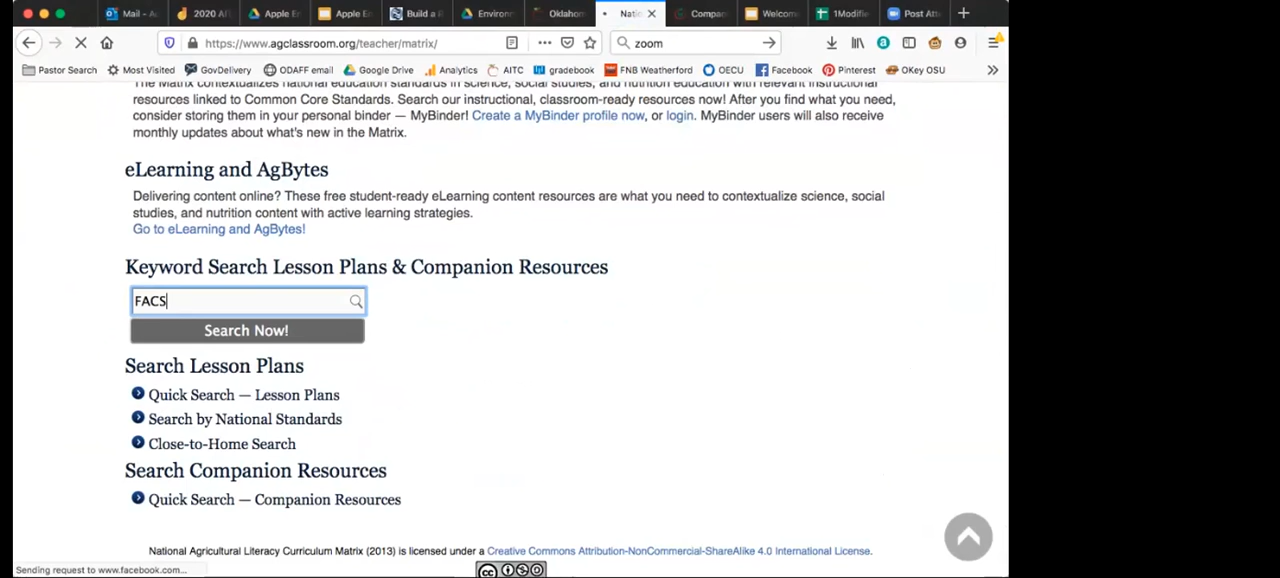 Mail - Ac 2020 AF Apple E Apple E Build a Environ Oklahom Natio Compan Welcom 1Modifie Post Att
https://www.agclassroom.org/teacher/matrix/ zoom
Pastor Search Most Visited GovDelivery ODAFF email Google Drive Analytics AITC gradebook FNB Weatherford OECU Facebook Pinterest OKey OSU
The Matrix contextualizes national education standards in science, social studies, and nutrition education with relevant instructional
resources linked to Common Core Standards. Search our instructional, classroom-ready resources now! After you find what you need,
consider storing them in your personal binder — MyBinder! Create a MyBinder profile now, or login. MyBinder users will also receive
monthly updates about what's new in the Matrix.
eLearning and AgBytes
Delivering content online? These free student-ready eLearning content resources are what you need to contextualize science, social
studies, and nutrition content with active learning strategies.
Go to eLearning and AgBytes!
Keyword Search Lesson Plans & Companion Resources
FACS
Search Now!
Search Lesson Plans
Quick Search — Lesson Plans
Search by National Standards
Close-to-Home Search
Search Companion Resources
Quick Search — Companion Resources
National Agricultural Literacy Curriculum Matrix (2013) is licensed under a Creative Commons Attribution-NonCommercial-ShareAlike 4.0 International License.
Sending request to www.facebook.com...
cc